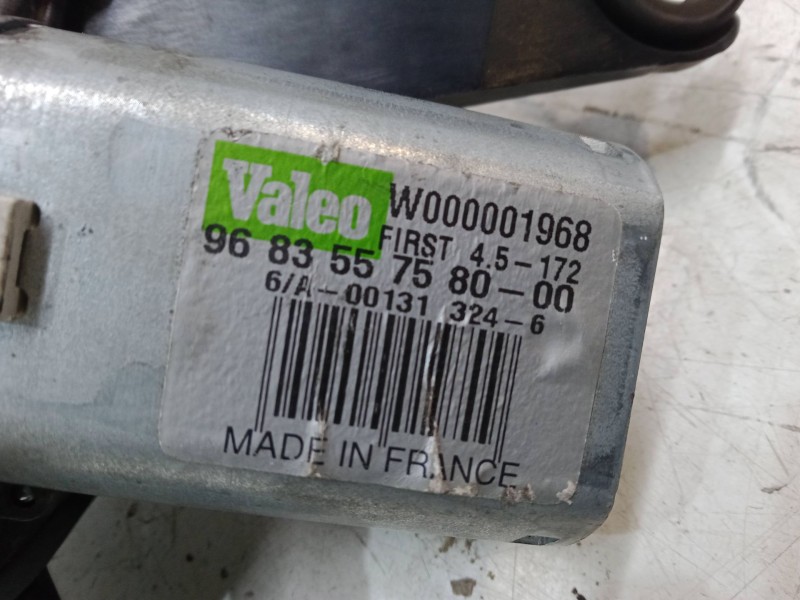 Valeo W000001968
FIRST 4.5-172
96 83 55 75 80-00
6/A-00131 324-6
MADE IN FRANCE